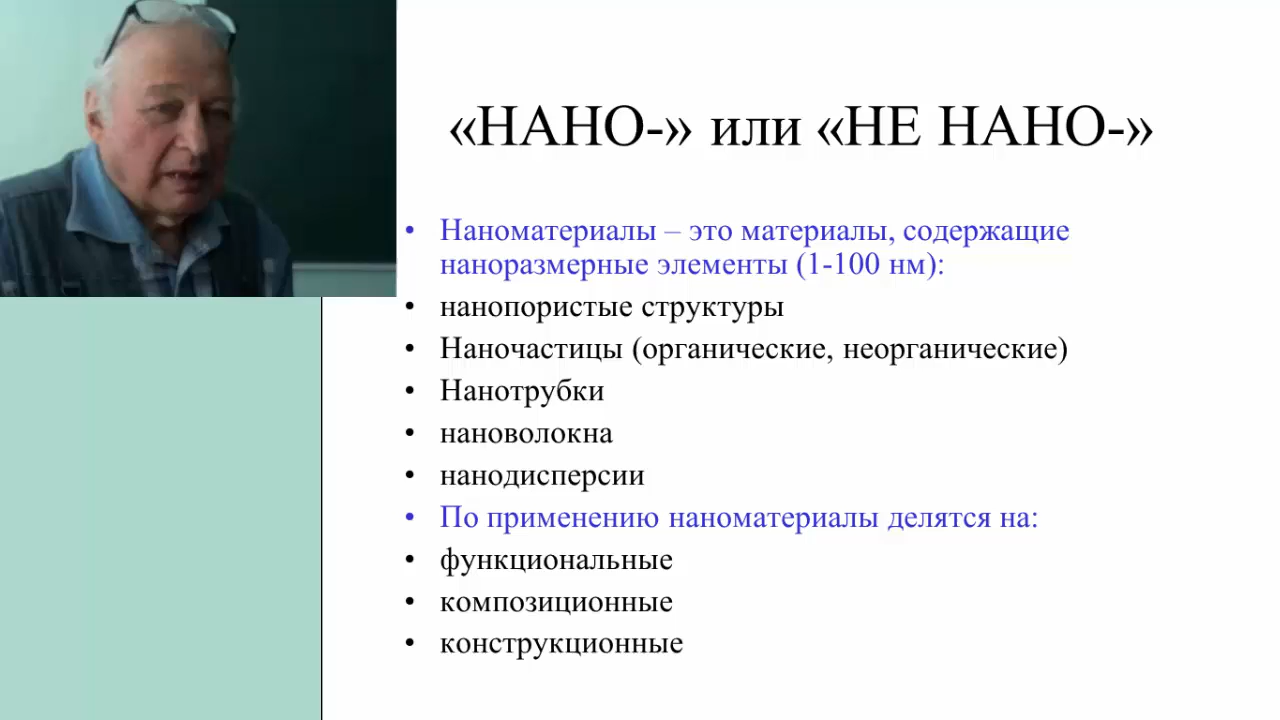 «НАНО-» или «НЕ НАНО-»
• Наноматериалы – это материалы, содержащие
наноразмерные элементы (1-100 нм):
• нанопористые структуры
• Наночастицы (органические, неорганические)
• Нанотрубки
• нановолокна
• нанодисперсии
• По применению наноматериалы делятся на:
• функциональные
• композиционные
• конструкционные